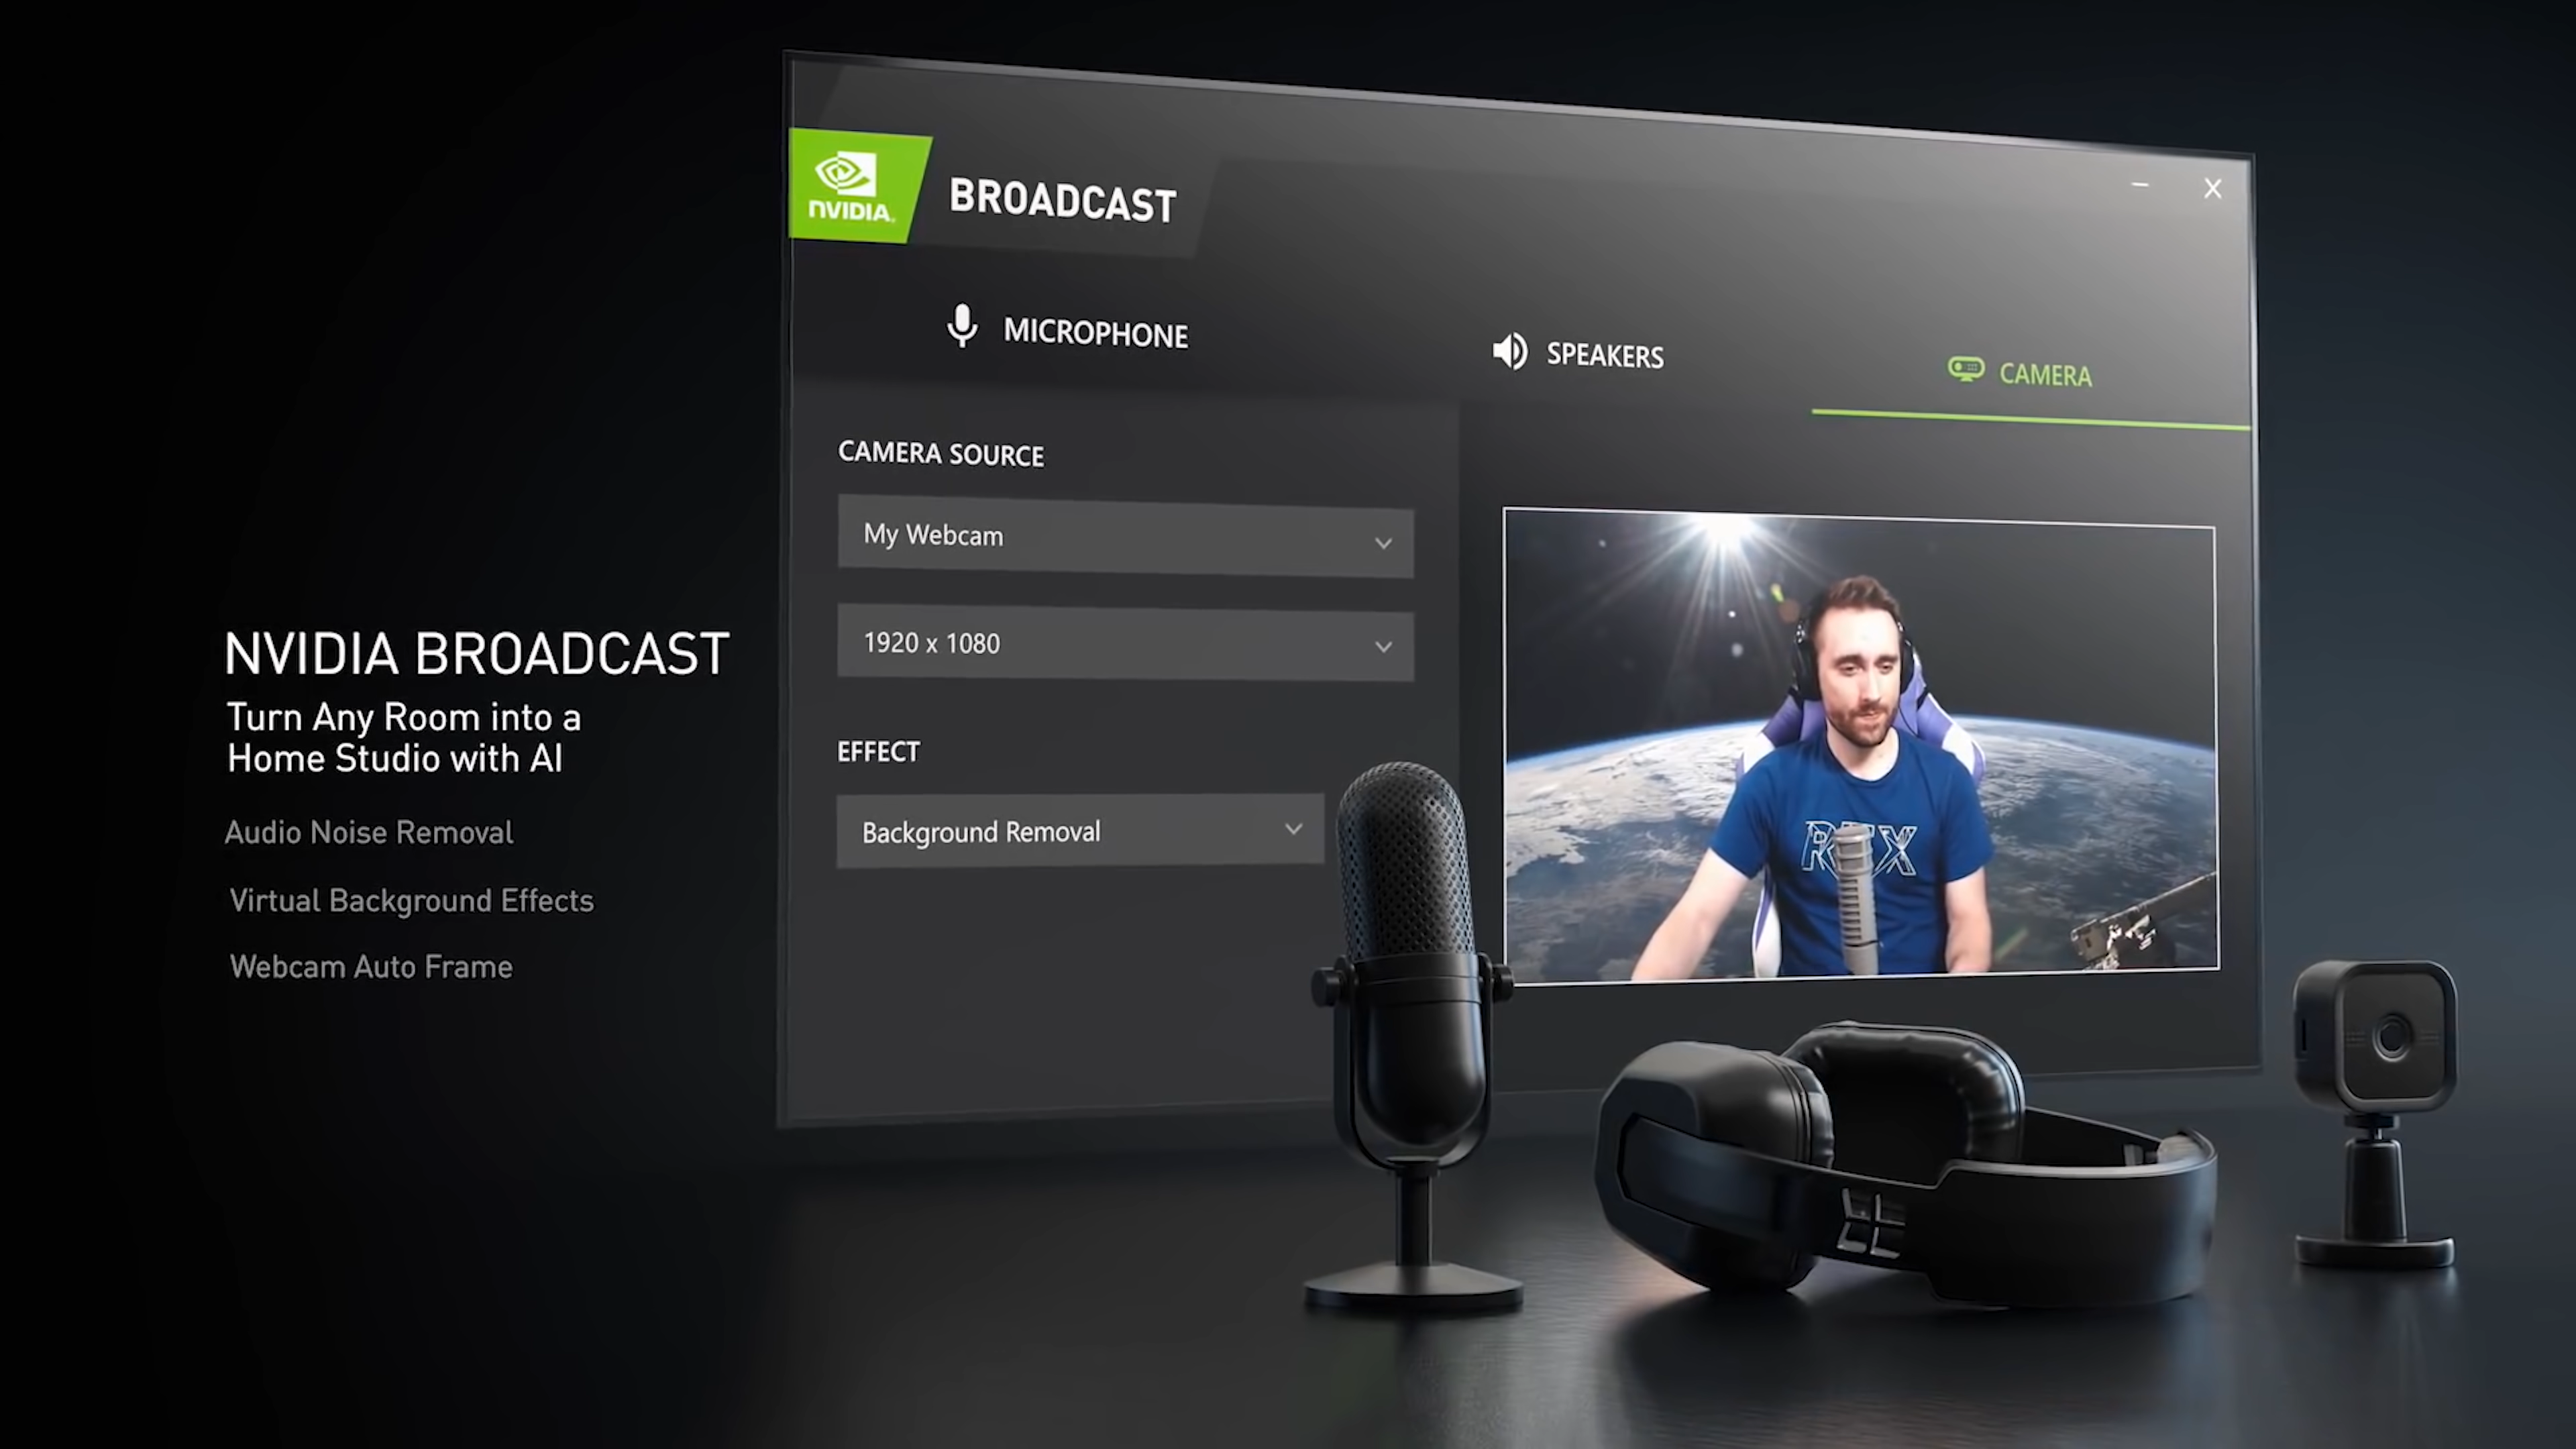 NVIDIA
BROADCAST
MICROPHONE
SPEAKERS
CAMERA
CAMERA SOURCE
My Webcam
1920 x 1080
EFFECT
Background Removal
RTX
NVIDIA BROADCAST
Turn Any Room into a
Home Studio with AI
Audio Noise Removal
Virtual Background Effects
Webcam Auto Frame